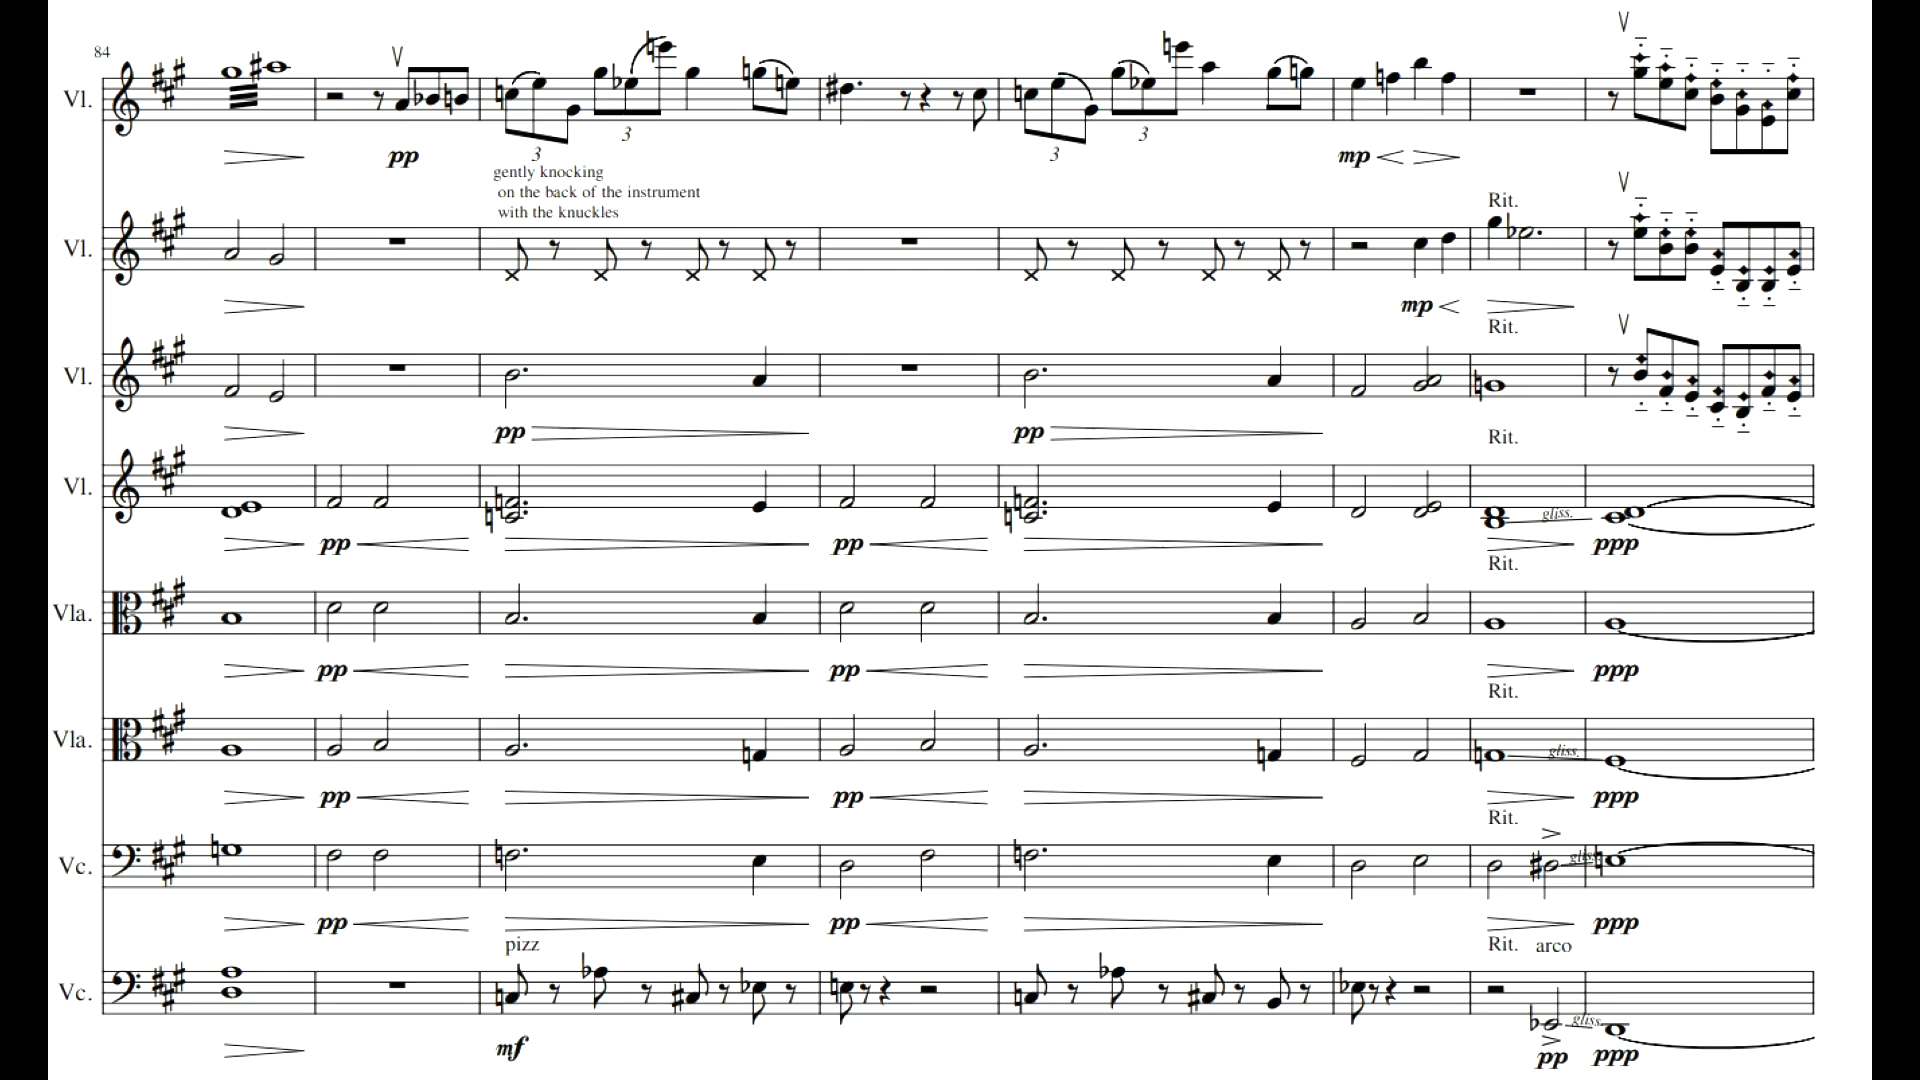 84
Vl.
pp
3
3
3
3
mp
gently knocking
on the back of the instrument
with the knuckles
Rit.
Vl.
mp
Rit.
Vl.
pp
pp
Rit.
Vl.
gliss.
pp
pp
ppp
Rit.
Vla.
pp
pp
ppp
Rit.
Vla.
gliss.
pp
pp
ppp
Rit.
Vc.
gliss.
pp
pp
ppp
pizz
Rit. arco
Vc.
gliss.
mf
pp
ppp